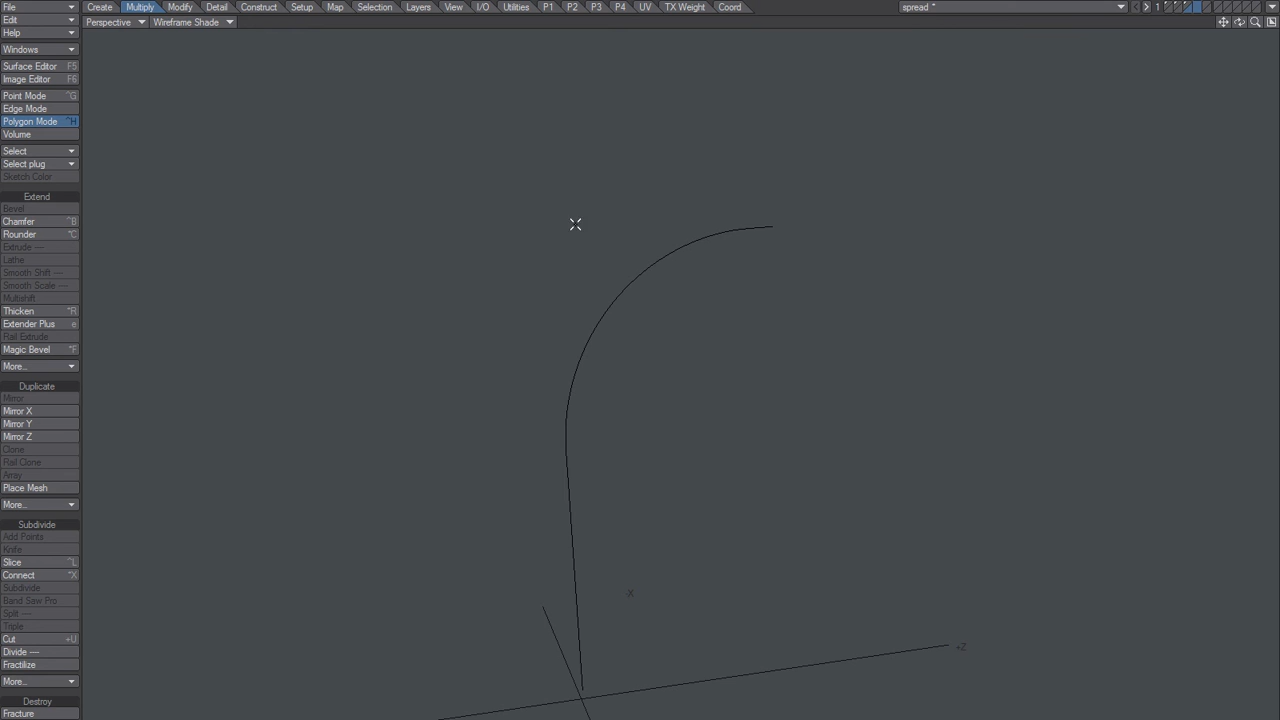 File Create Multiply Modify Detail Construct Setup Map Selection Layers View I/O Utilities P1 P2 P3 P4 UV TX Weight Coord spread * 1
Edit Perspective Wireframe Shade
Help
Windows
Surface Editor F5
Image Editor F6
Point Mode ^G
Edge Mode
Polygon Mode ^H
Volume
Select
Select plug
Sketch Color
Extend
Bevel
Chamfer ^B
Rounder ^C
Extrude ---
Lathe
Smooth Shift ---
Smooth Scale ---
Multishift
Thicken ^R
Extender Plus e
Rail Extrude
Magic Bevel ^F
More...
Duplicate
Mirror
Mirror X
Mirror Y
Mirror Z
Clone
Rail Clone
Array
Place Mesh
More...
Subdivide
Add Points
Knife
Slice ^L
Connect ^X
Subdivide
-X
Band Saw Pro
Split ---
Triple
Cut +U
+Z
Divide ---
Fractilize
More...
Destroy
Fracture